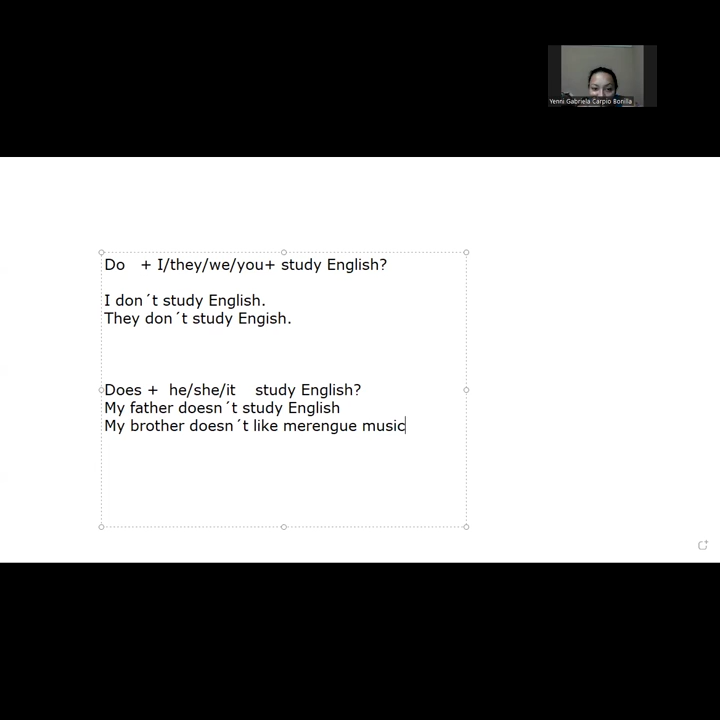 Yenni Gabriela Carpio Bonilla
Do + I/they/we/you+ study English?
I don´t study English.
They don´t study Engish.
Does + he/she/it study English?
My father doesn´t study English
My brother doesn´t like merengue music